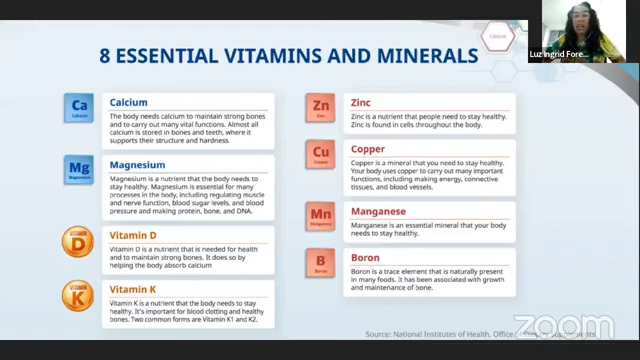 Calcium
Luz Ingrid Fore...
8 ESSENTIAL VITAMINS AND MINERALS
Ca
Calcium
Calcium
The body needs calcium to maintain strong bones
and to carry out many vital functions. Almost all
calcium is stored in bones and teeth, where it
supports their structure and hardness.
Mg
Magnesium
Magnesium
Magnesium is a nutrient that the body needs to
stay healthy. Magnesium is essential for many
processes in the body, including regulating muscle
and nerve function, blood sugar levels, and blood
pressure and making protein, bone, and DNA.
VITAMIN
D
Vitamin D
Vitamin D is a nutrient that is needed for health
and to maintain strong bones. It does so by
helping the body absorb calcium
VITAMIN
K
Vitamin K
Vitamin K is a nutrient that the body needs to stay
healthy. It's important for blood clotting and healthy
bones. Two common forms are Vitamin K1 and K2.
Zn
Zinc
Zinc
Zinc is a nutrient that people need to stay healthy.
Zinc is found in cells throughout the body.
Cu
Copper
Copper
Copper is a mineral that you need to stay healthy.
Your body uses copper to carry out many important
functions, including making energy, connective
tissues, and blood vessels.
Mn
Manganese
Manganese
Manganese is an essential mineral that your body
needs to stay healthy.
B
Boron
Boron
Boron is a trace element that is naturally present
in many foods. It has been associated with growth
and maintenance of bone.
Source: National Institutes of Health, Office of Dietary Supplements
zoom